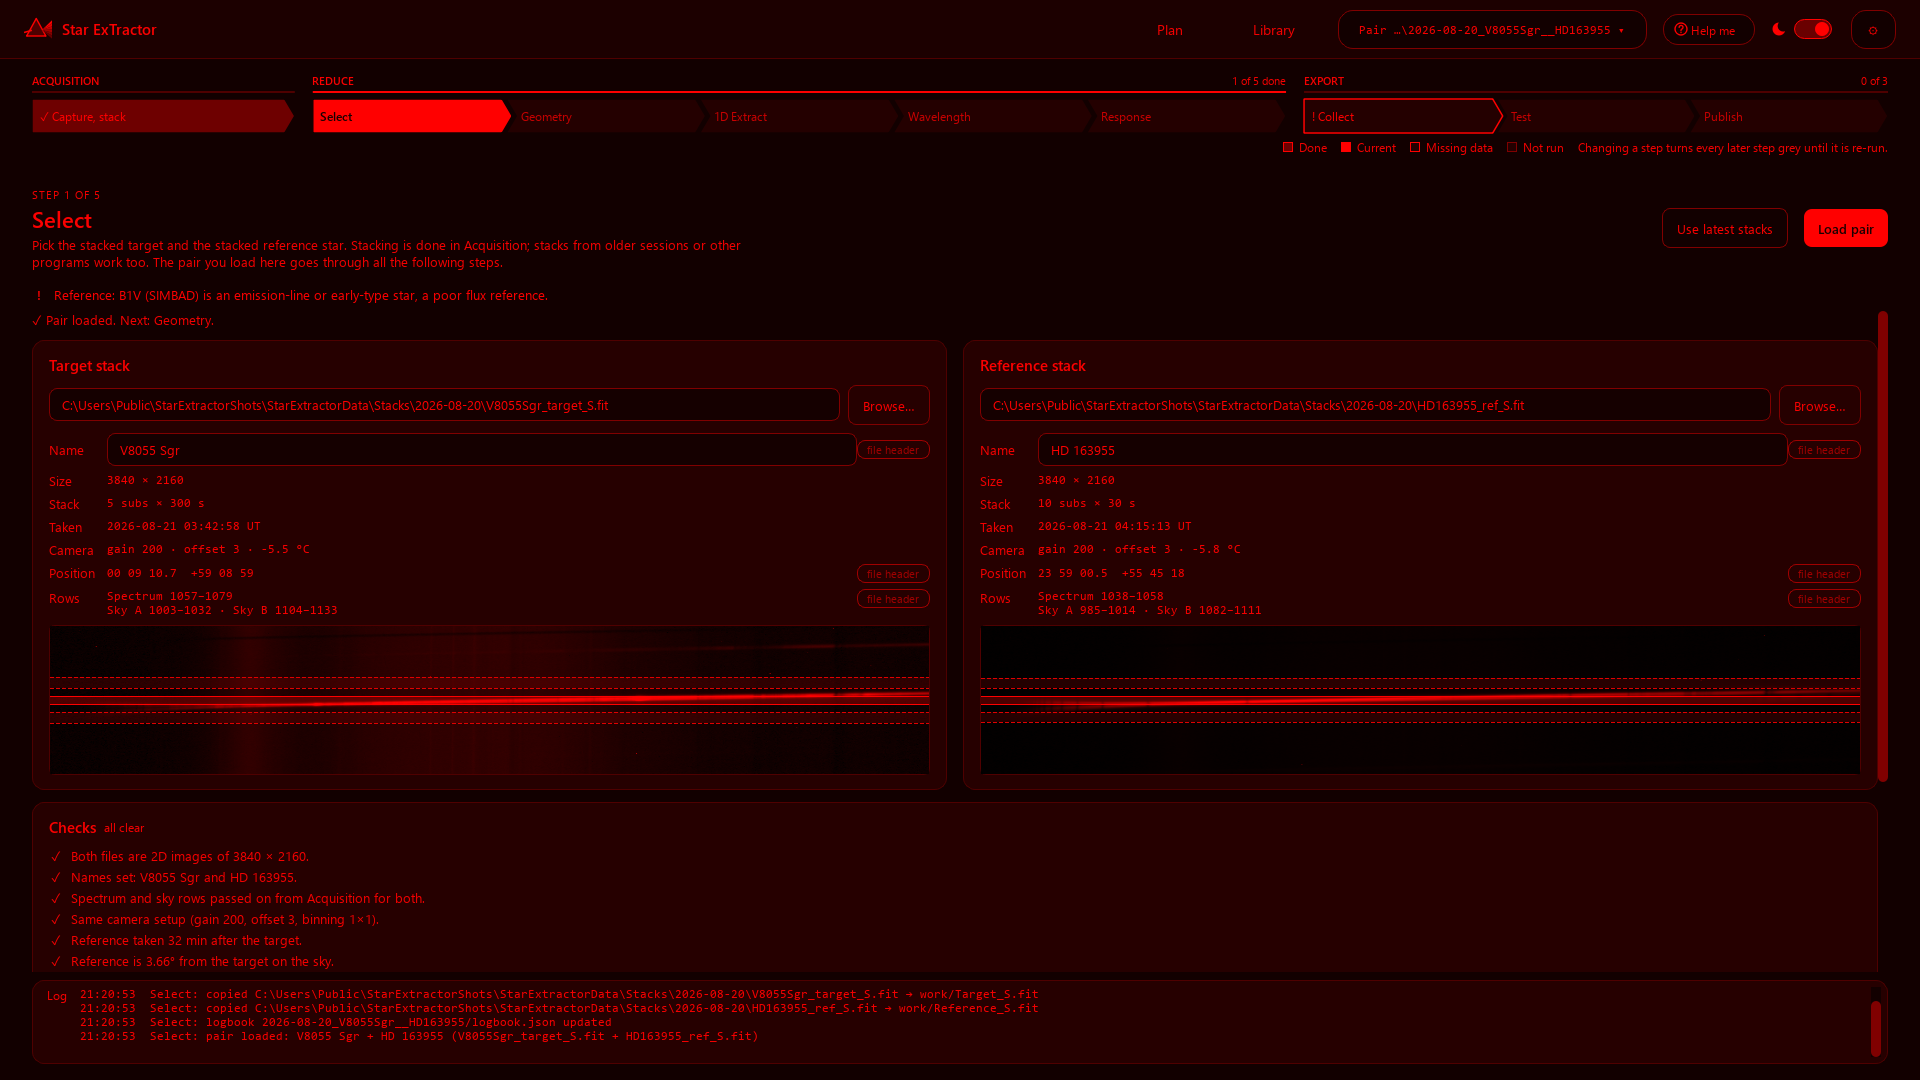 Star ExTractor
Plan
Library
Pair …\2026-08-20_V8055Sgr__HD163955 ▾
Help me
ACQUISITION
REDUCE
1 of 5 done
EXPORT
0 of 3
✓ Capture, stack
Select
Geometry
1D Extract
Wavelength
Response
! Collect
Test
Publish
Done
Current
Missing data
Not run
Changing a step turns every later step grey until it is re-run.
STEP 1 OF 5
Select
Pick the stacked target and the stacked reference star. Stacking is done in Acquisition; stacks from older sessions or other
programs work too. The pair you load here goes through all the following steps.
Use latest stacks
Load pair
! Reference: B1V (SIMBAD) is an emission-line or early-type star, a poor flux reference.
✓ Pair loaded. Next: Geometry.
Target stack
C:\Users\Public\StarExtractorShots\StarExtractorData\Stacks\2026-08-20\V8055Sgr_target_S.fit
Browse...
Name
V8055 Sgr
file header
Size
3840 × 2160
Stack
5 subs × 300 s
Taken
2026-08-21 03:42:58 UT
Camera
gain 200 · offset 3 · -5.5 °C
Position
00 09 10.7 +59 08 59
file header
Rows
Spectrum 1057–1079
Sky A 1003–1032 · Sky B 1104–1133
file header
Reference stack
C:\Users\Public\StarExtractorShots\StarExtractorData\Stacks\2026-08-20\HD163955_ref_S.fit
Browse...
Name
HD 163955
file header
Size
3840 × 2160
Stack
10 subs × 30 s
Taken
2026-08-21 04:15:13 UT
Camera
gain 200 · offset 3 · -5.8 °C
Position
23 59 00.5 +55 45 18
file header
Rows
Spectrum 1038–1058
Sky A 985–1014 · Sky B 1082–1111
file header
Checks all clear
✓ Both files are 2D images of 3840 × 2160.
✓ Names set: V8055 Sgr and HD 163955.
✓ Spectrum and sky rows passed on from Acquisition for both.
✓ Same camera setup (gain 200, offset 3, binning 1×1).
✓ Reference taken 32 min after the target.
✓ Reference is 3.66° from the target on the sky.
Log
21:20:53 Select: copied C:\Users\Public\StarExtractorShots\StarExtractorData\Stacks\2026-08-20\V8055Sgr_target_S.fit → work/Target_S.fit
21:20:53 Select: copied C:\Users\Public\StarExtractorShots\StarExtractorData\Stacks\2026-08-20\HD163955_ref_S.fit → work/Reference_S.fit
21:20:53 Select: logbook 2026-08-20_V8055Sgr__HD163955/logbook.json updated
21:20:53 Select: pair loaded: V8055 Sgr + HD 163955 (V8055Sgr_target_S.fit + HD163955_ref_S.fit)